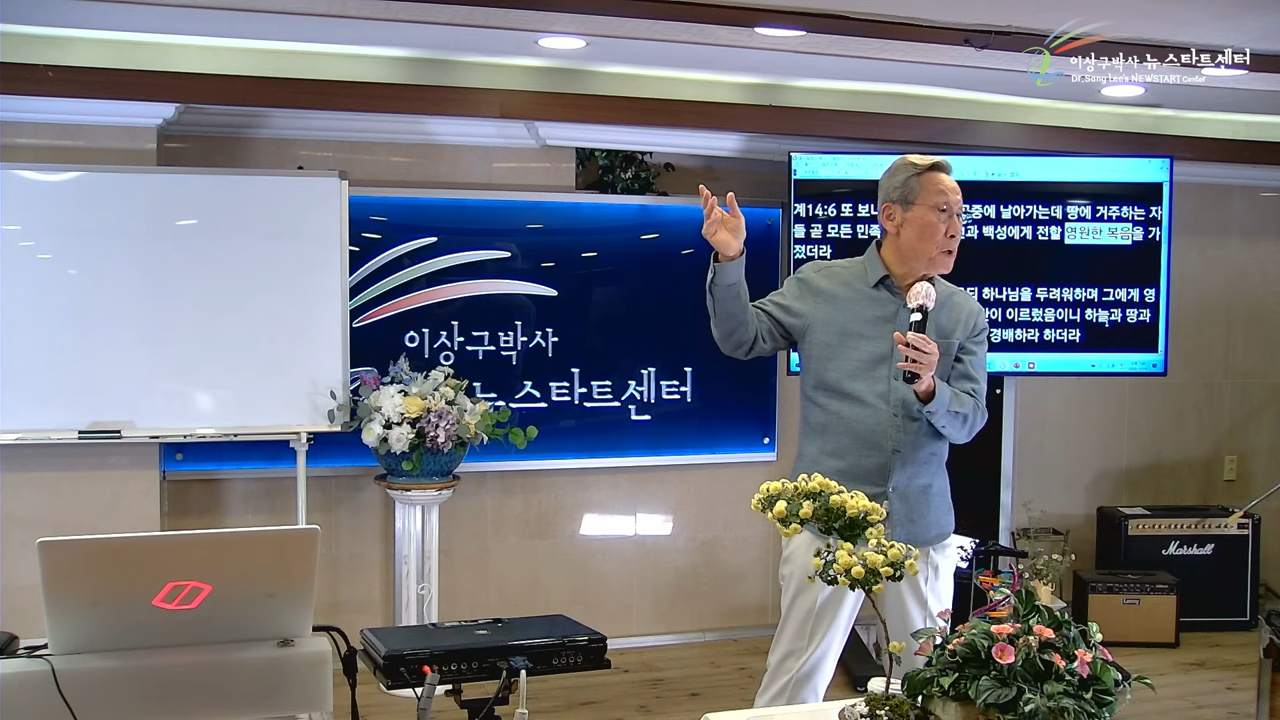 이상구박사 뉴스타트센터
Dr. Sang Lee's NEWSTART Center
계14:6 또 보니 공중에 날아가는데 땅에 거주하는 자
들 곧 모든 민족 과 백성에게 전할 영원한 복음을 가
졌더라
하나님을 두려워하며 그에게 영
이르렀음이니 하늘과 땅과
경배하라 하더라
이상구박사
뉴스타트센터
Marshall
Laney